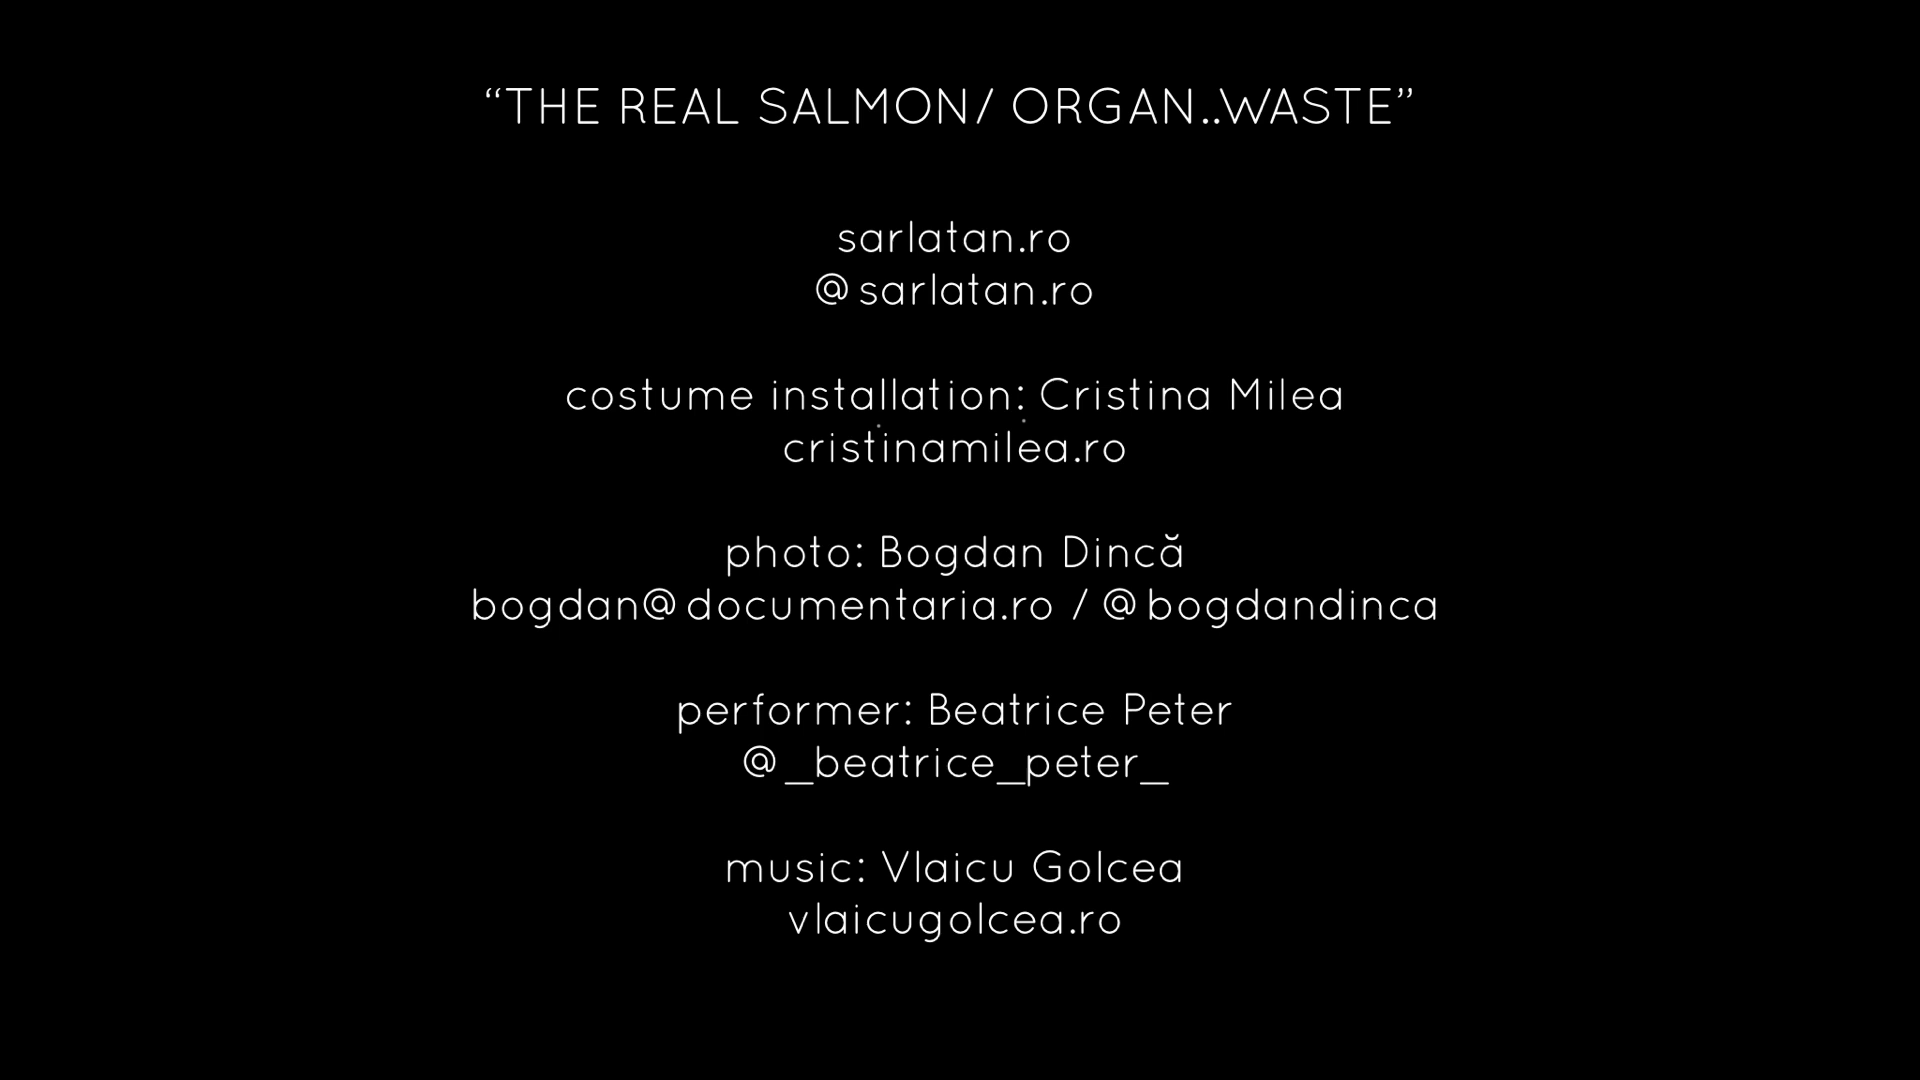 “THE REAL SALMON/ ORGAN..WASTE”
sarlatan.ro
@sarlatan.ro
costume installation: Cristina Milea
cristinamilea.ro
photo: Bogdan Dincă
bogdan@documentaria.ro / @bogdandinca
performer: Beatrice Peter
@_beatrice_peter_
music: Vlaicu Golcea
vlaicugolcea.ro